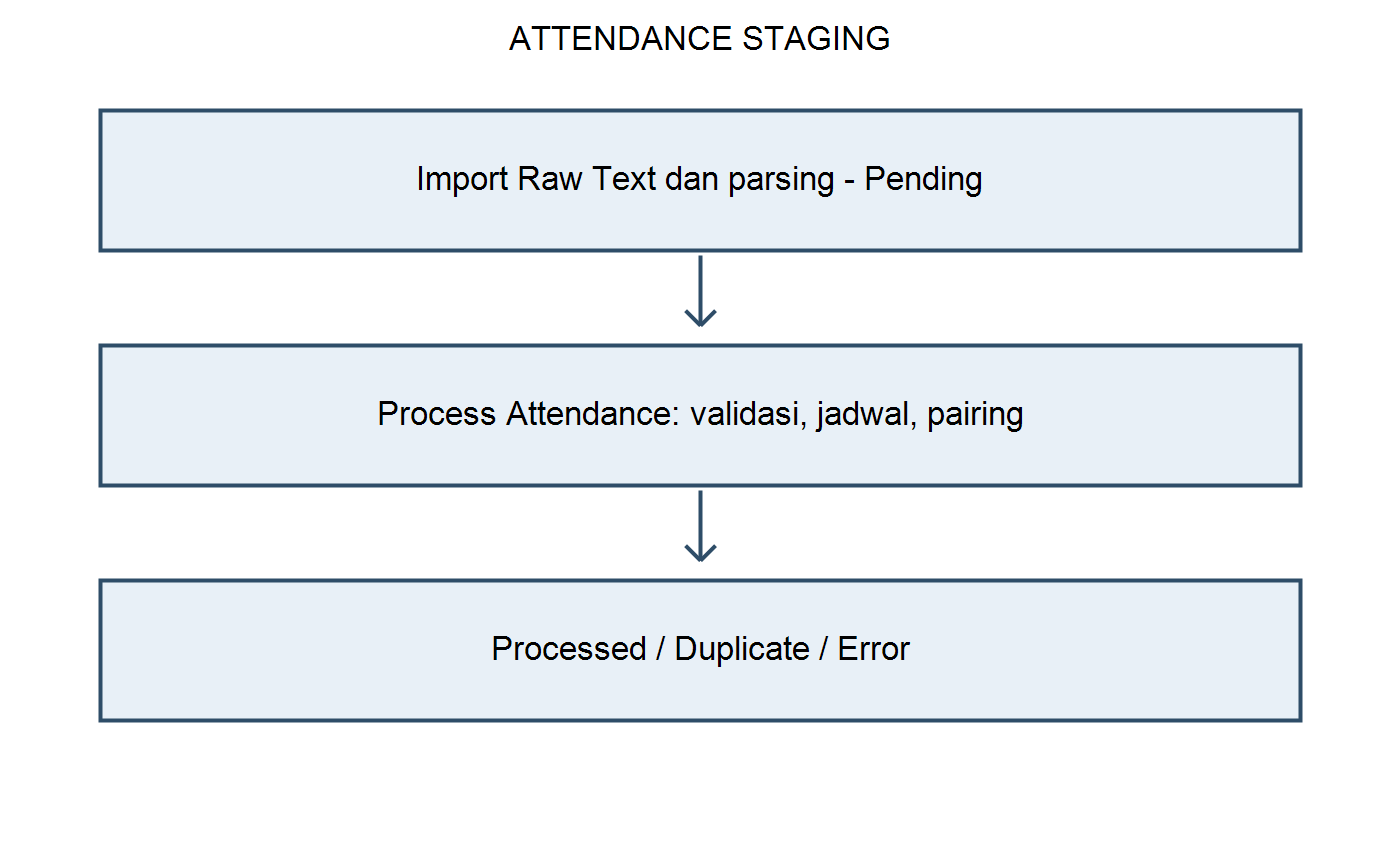 ATTENDANCE STAGING
Import Raw Text dan parsing - Pending
Process Attendance: validasi, jadwal, pairing
Processed / Duplicate / Error